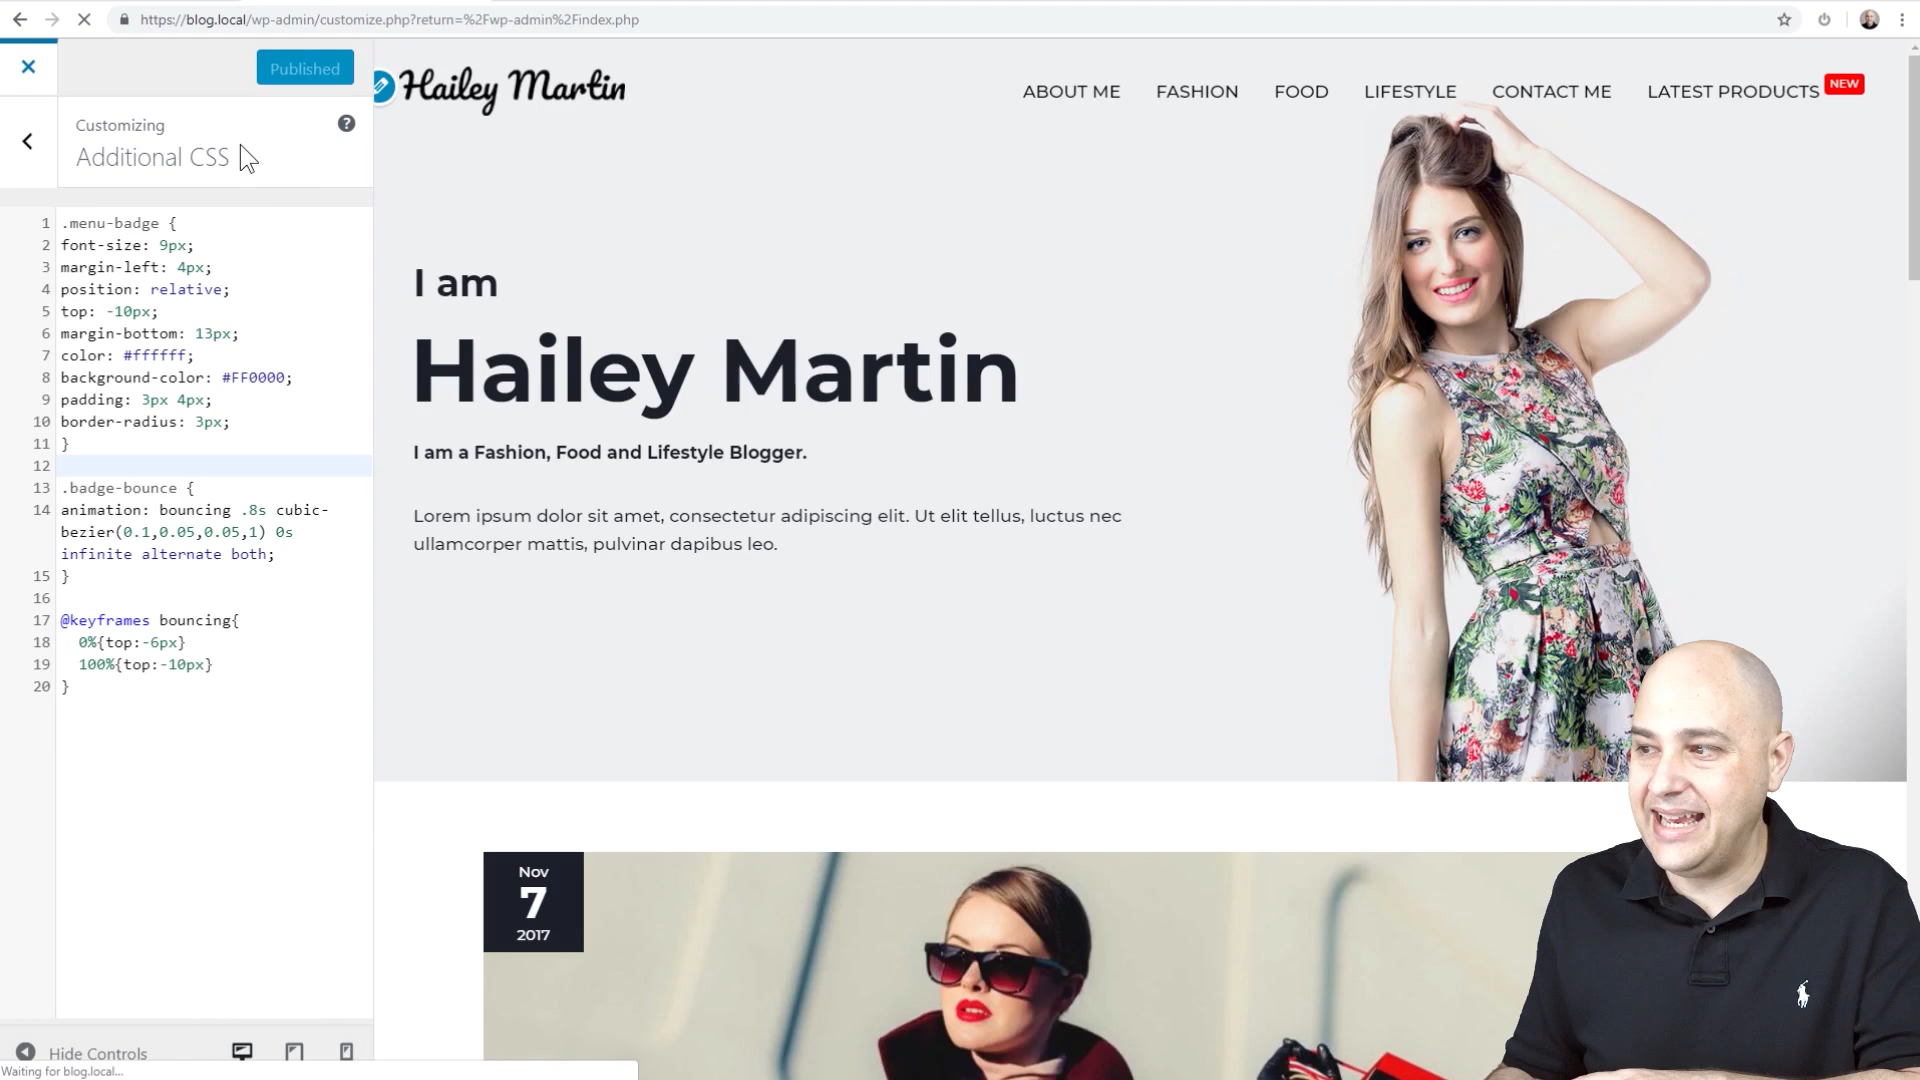 https://blog.local/wp-admin/customize.php?return=%2Fwp-admin%2Findex.php
Published
Customizing
Additional CSS
1 .menu-badge {
2 font-size: 9px;
3 margin-left: 4px;
4 position: relative;
5 top: -10px;
6 margin-bottom: 13px;
7 color: #ffffff;
8 background-color: #FF0000;
9 padding: 3px 4px;
10 border-radius: 3px;
11 }
12
13 .badge-bounce {
14 animation: bouncing .8s cubic-
bezier(0.1,0.05,0.05,1) 0s
infinite alternate both;
15 }
16
17 @keyframes bouncing{
18 0%{top:-6px}
19 100%{top:-10px}
20 }
Hide Controls
Waiting for blog.local...
Hailey Martin
ABOUT ME FASHION FOOD LIFESTYLE CONTACT ME LATEST PRODUCTS NEW
I am
Hailey Martin
I am a Fashion, Food and Lifestyle Blogger.
Lorem ipsum dolor sit amet, consectetur adipiscing elit. Ut elit tellus, luctus nec
ullamcorper mattis, pulvinar dapibus leo.
Nov
7
2017